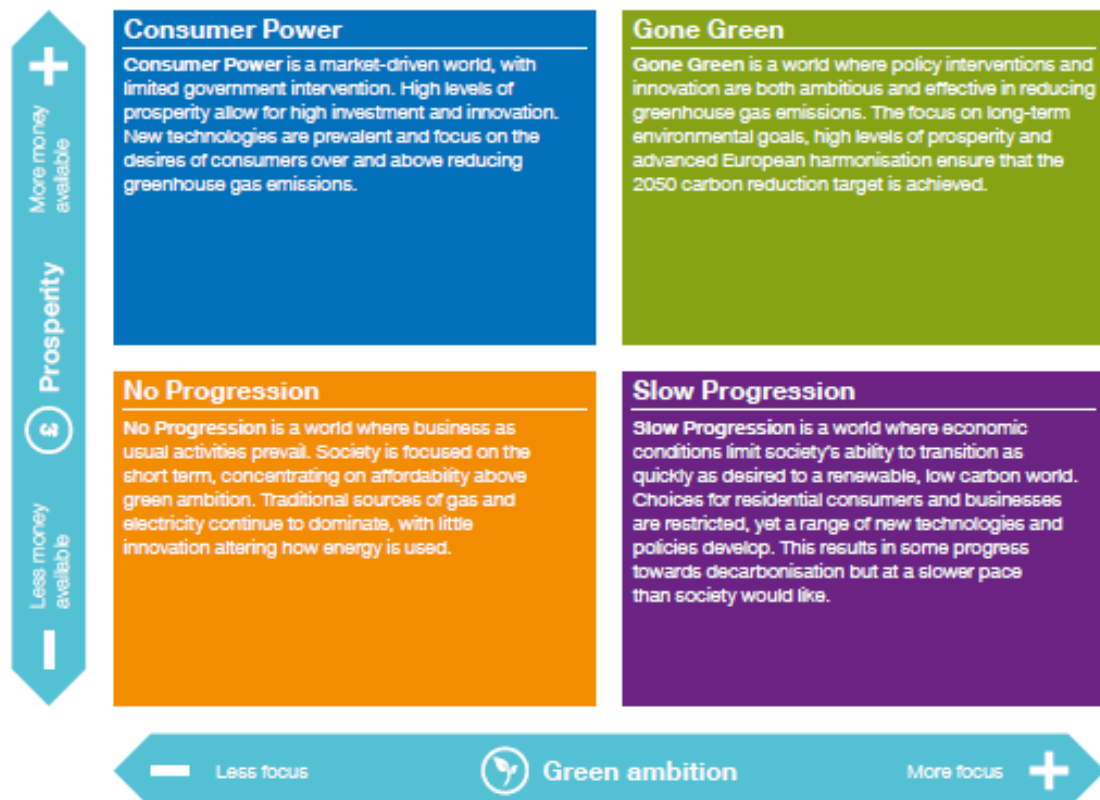 Consumer Power
Consumer Power is a market-driven world, with
limited government intervention. High levels of
prosperity allow for high investment and innovation.
New technologies are prevalent and focus on the
desires of consumers over and above reducing
greenhouse gas emissions.
Gone Green
Gone Green is a world where policy interventions and
innovation are both ambitious and effective in reducing
greenhouse gas emissions. The focus on long-term
environmental goals, high levels of prosperity and
advanced European harmonisation ensure that the
2050 carbon reduction target is achieved.
More money
available
£ Prosperity
Less money
available
No Progression
No Progression is a world where business as
usual activities prevail. Society is focused on the
short term, concentrating on affordability above
green ambition. Traditional sources of gas and
electricity continue to dominate, with little
innovation altering how energy is used.
Slow Progression
Slow Progression is a world where economic
conditions limit society's ability to transition as
quickly as desired to a renewable, low carbon world.
Choices for residential consumers and businesses
are restricted, yet a range of new technologies and
policies develop. This results in some progress
towards decarbonisation but at a slower pace
than society would like.
Less focus
Green ambition
More focus